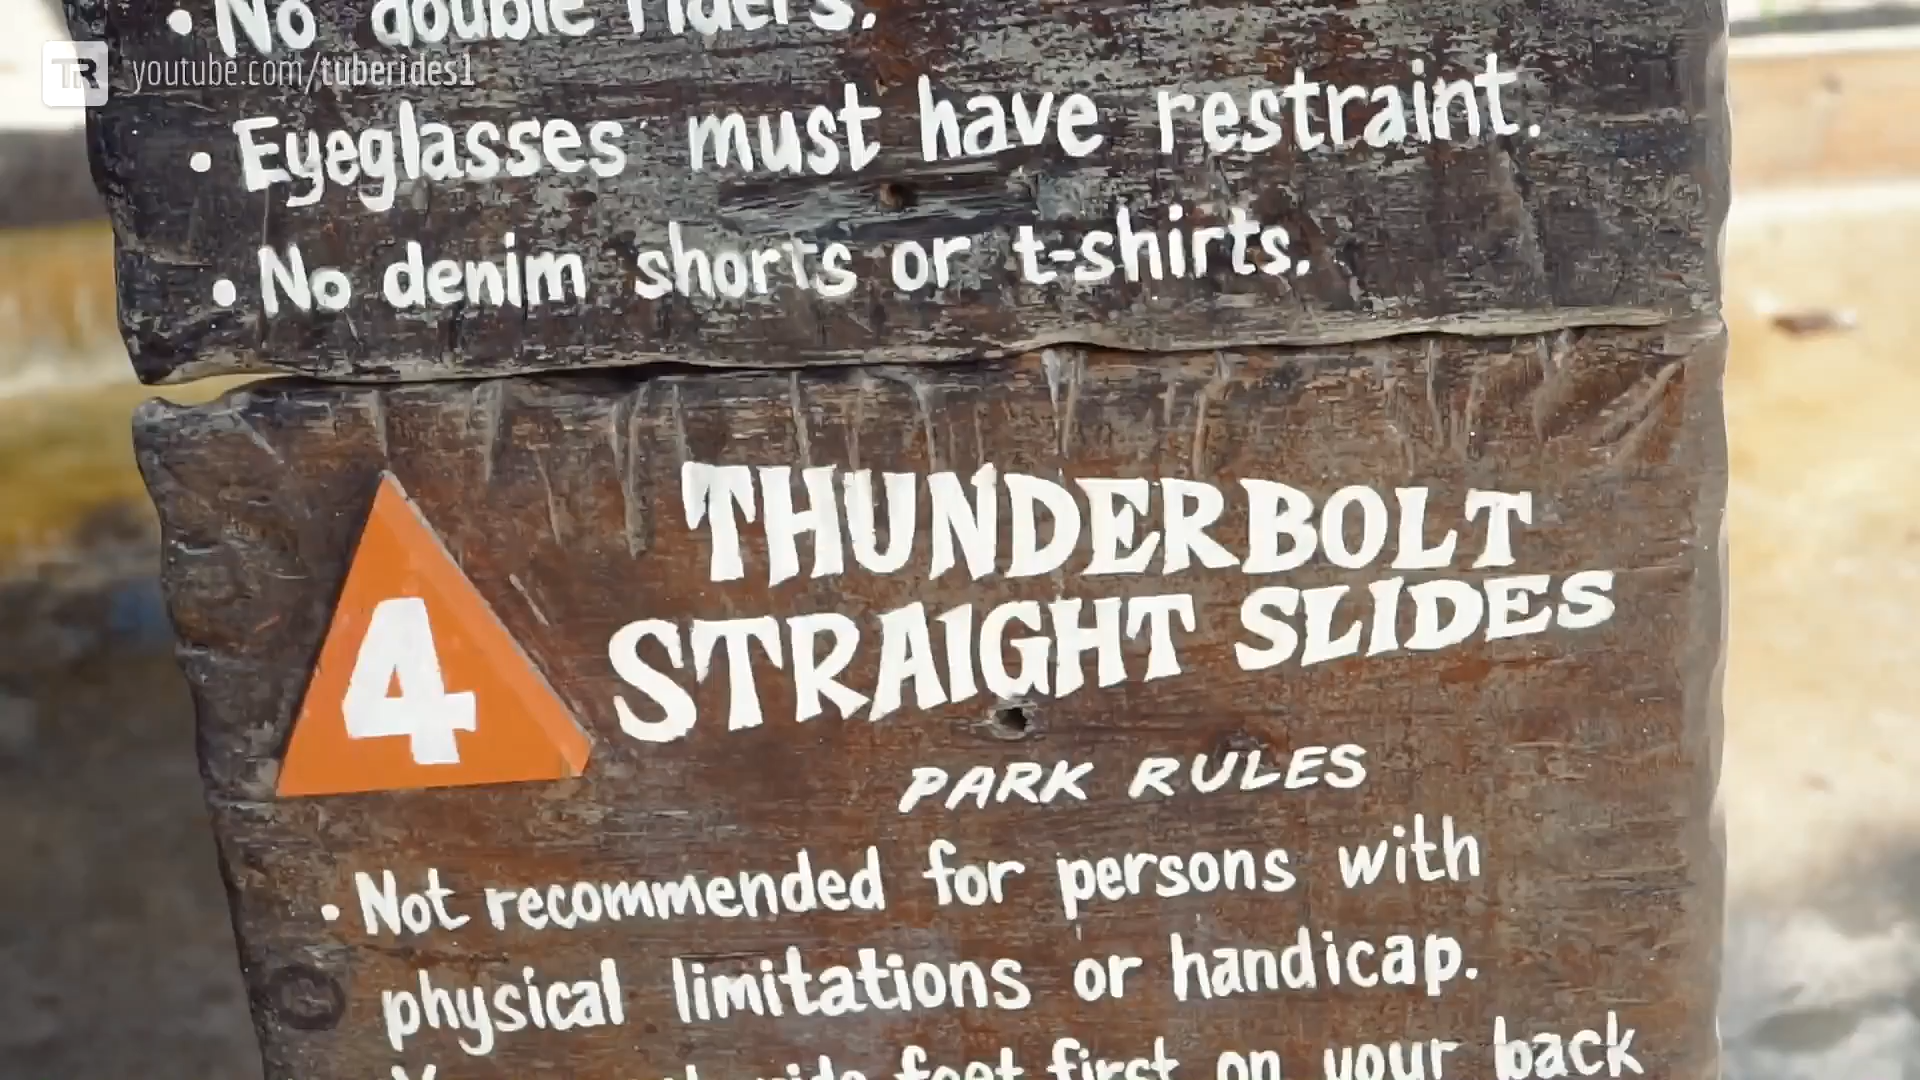 • No double riders.
TR youtube.com/tuberides1
• Eyeglasses must have restraint.
• No denim shorts or t-shirts.
4
THUNDERBOLT
STRAIGHT SLIDES
PARK RULES
• Not recommended for persons with
physical limitations or handicap.
ride feet first on your back